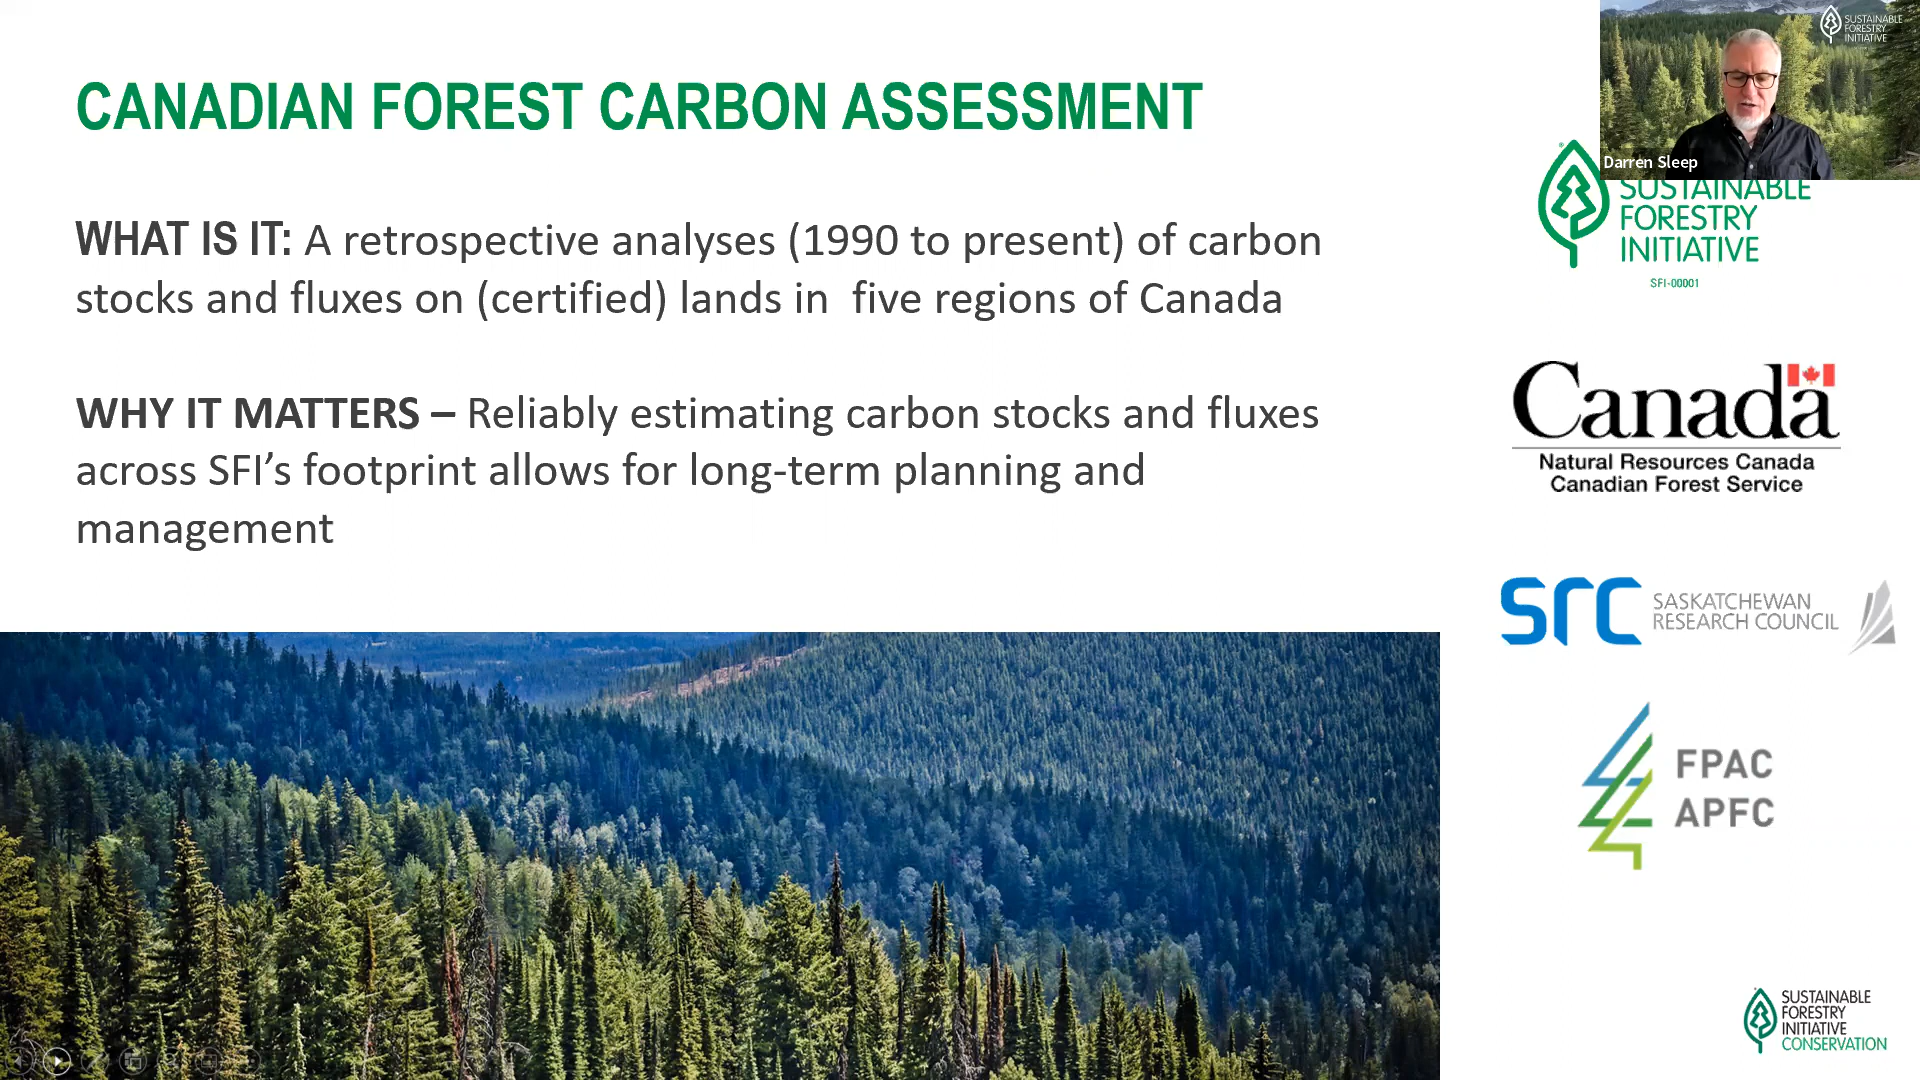 CANADIAN FOREST CARBON ASSESSMENT
WHAT IS IT: A retrospective analyses (1990 to present) of carbon
stocks and fluxes on (certified) lands in five regions of Canada
WHY IT MATTERS – Reliably estimating carbon stocks and fluxes
across SFI’s footprint allows for long-term planning and
management
SUSTAINABLE
FORESTRY
INITIATIVE
Darren Sleep
SUSTAINABLE
FORESTRY
INITIATIVE
SFI-00001
Canada
Natural Resources Canada
Canadian Forest Service
src
SASKATCHEWAN
RESEARCH COUNCIL
FPAC
APFC
SUSTAINABLE
FORESTRY
INITIATIVE
CONSERVATION